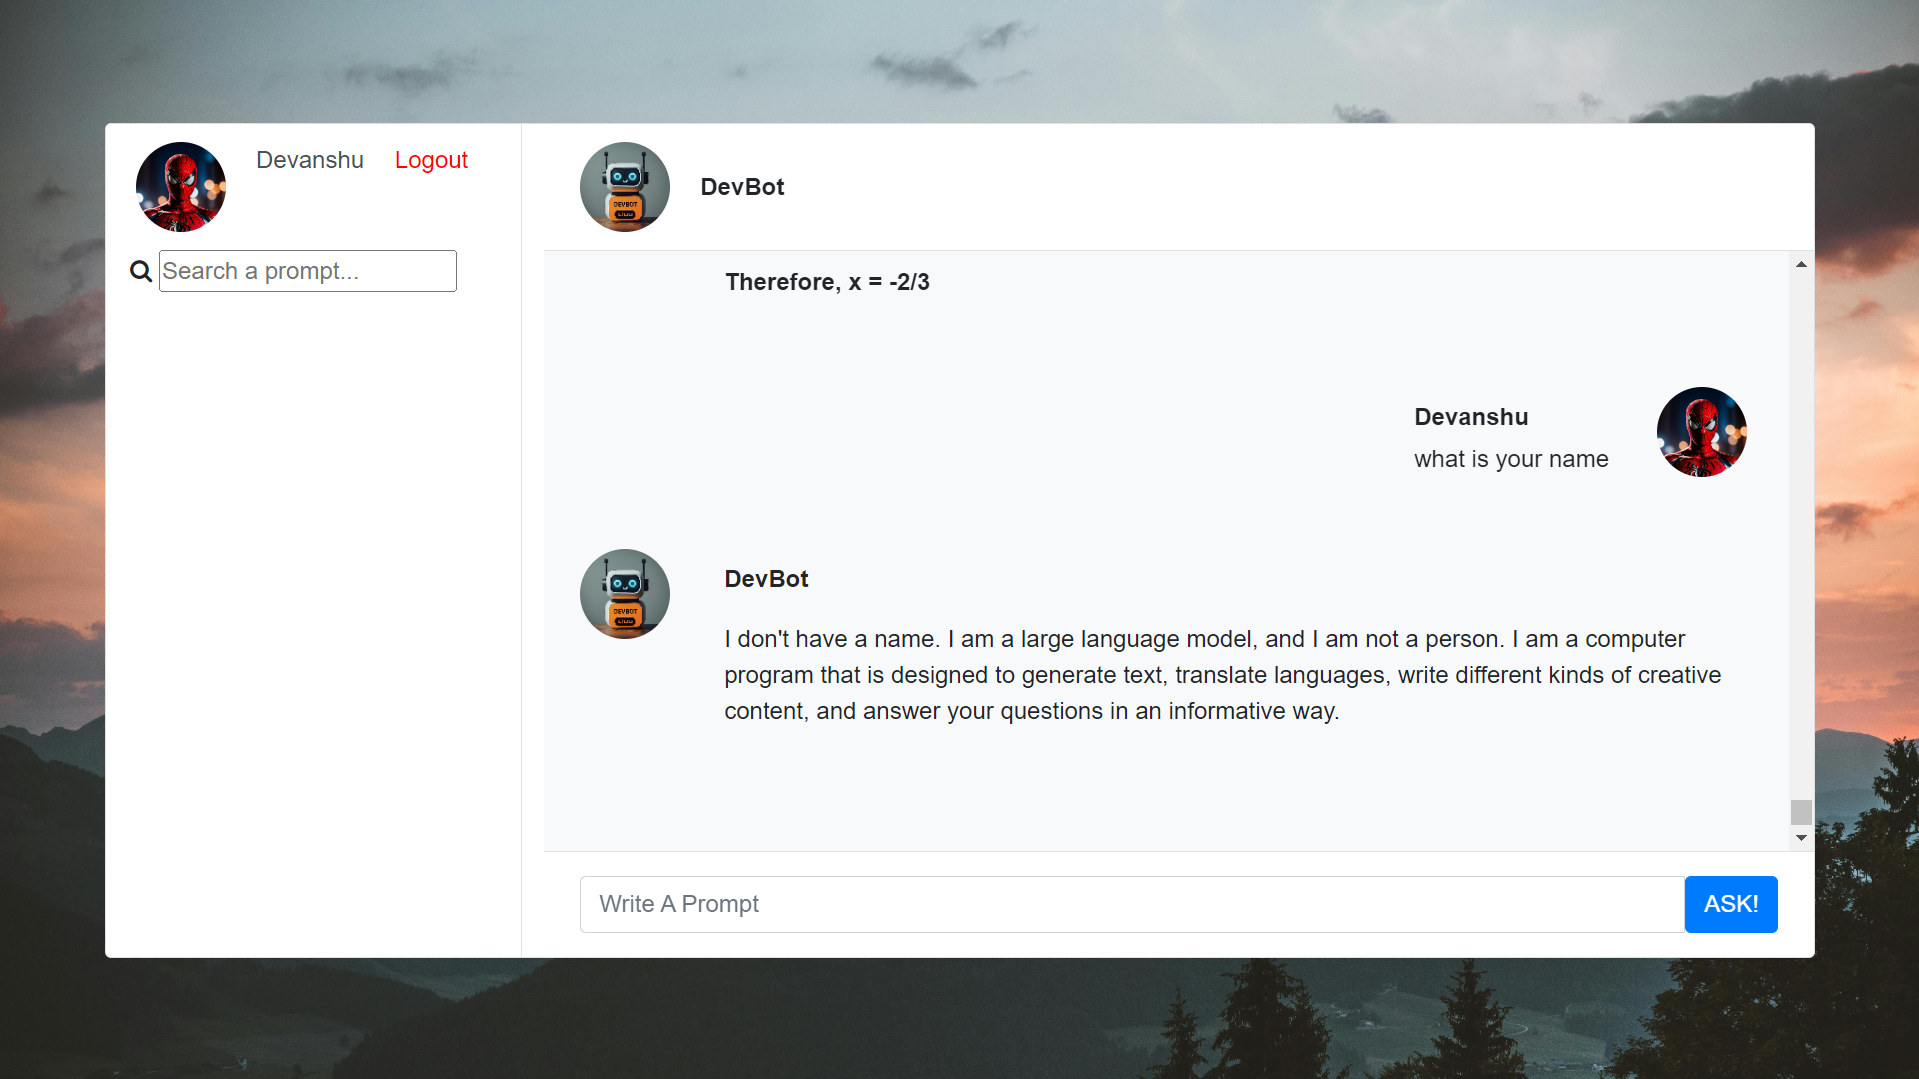 Devanshu Logout
Search a prompt...
DEVBOT
DevBot
Therefore, x = -2/3
Devanshu
what is your name
DEVBOT
DevBot
I don't have a name. I am a large language model, and I am not a person. I am a computer
program that is designed to generate text, translate languages, write different kinds of creative
content, and answer your questions in an informative way.
Write A Prompt
ASK!